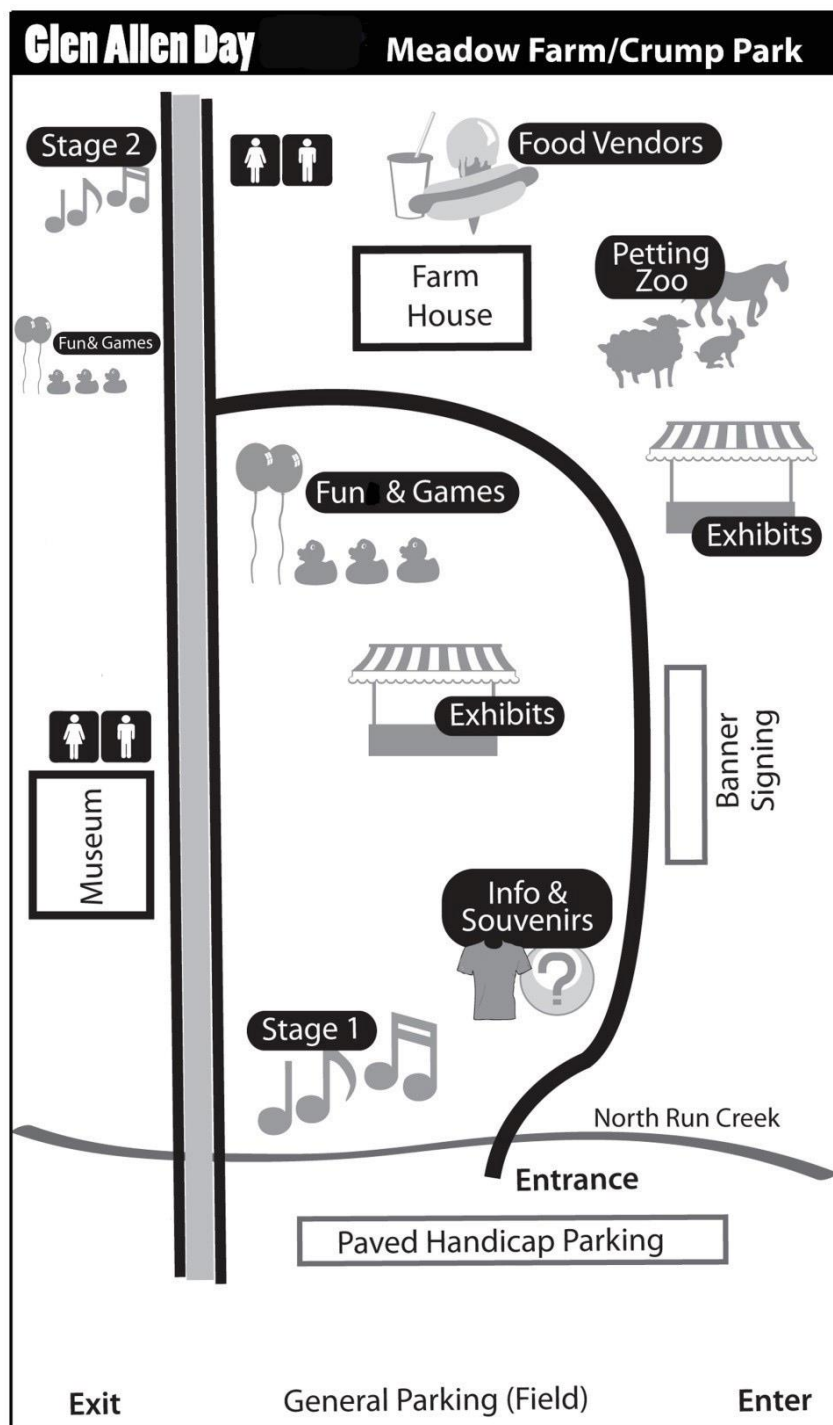 Glen Allen Day
Meadow Farm/Crump Park
Stage 2
Food Vendors
Farm
House
Petting
Zoo
Fun& Games
Fun & Games
Exhibits
Exhibits
Banner
Signing
Museum
Info &
Souvenirs
?
Stage 1
North Run Creek
Entrance
Paved Handicap Parking
Exit
General Parking (Field)
Enter